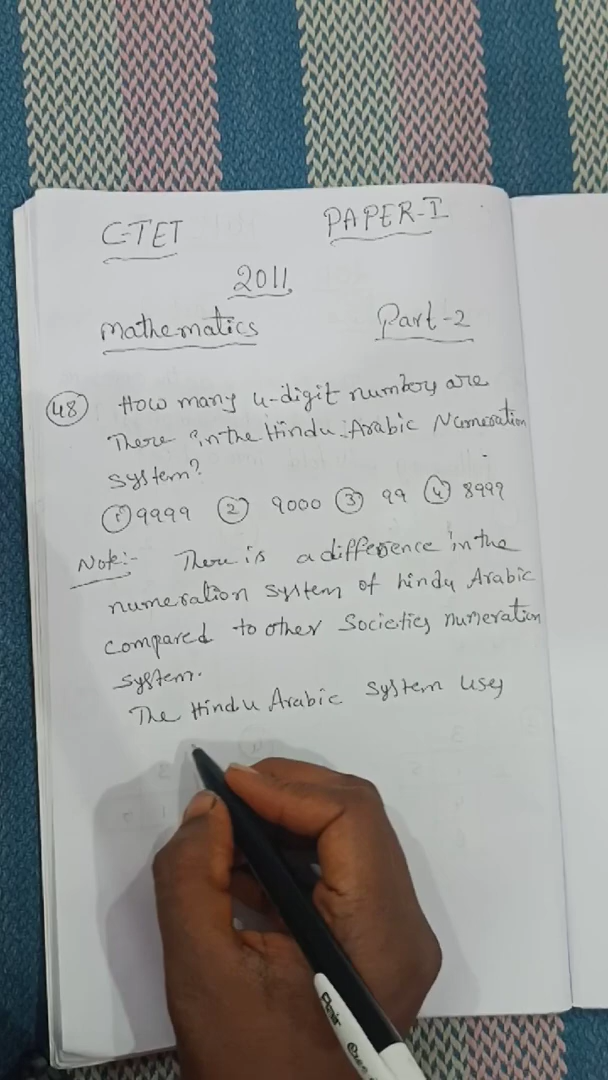 C-TET PAPER-I
2011
Mathematics Part-2
48 How many 4-digit numbers are
There in the Hindu-Arabic Numeration
system?
1 9999 2 9000 3 99 4 8999
Note:- There is a difference in the
numeration system of hindu Arabic
compared to other Societies numeration
system.
The Hindu Arabic system uses
Flair